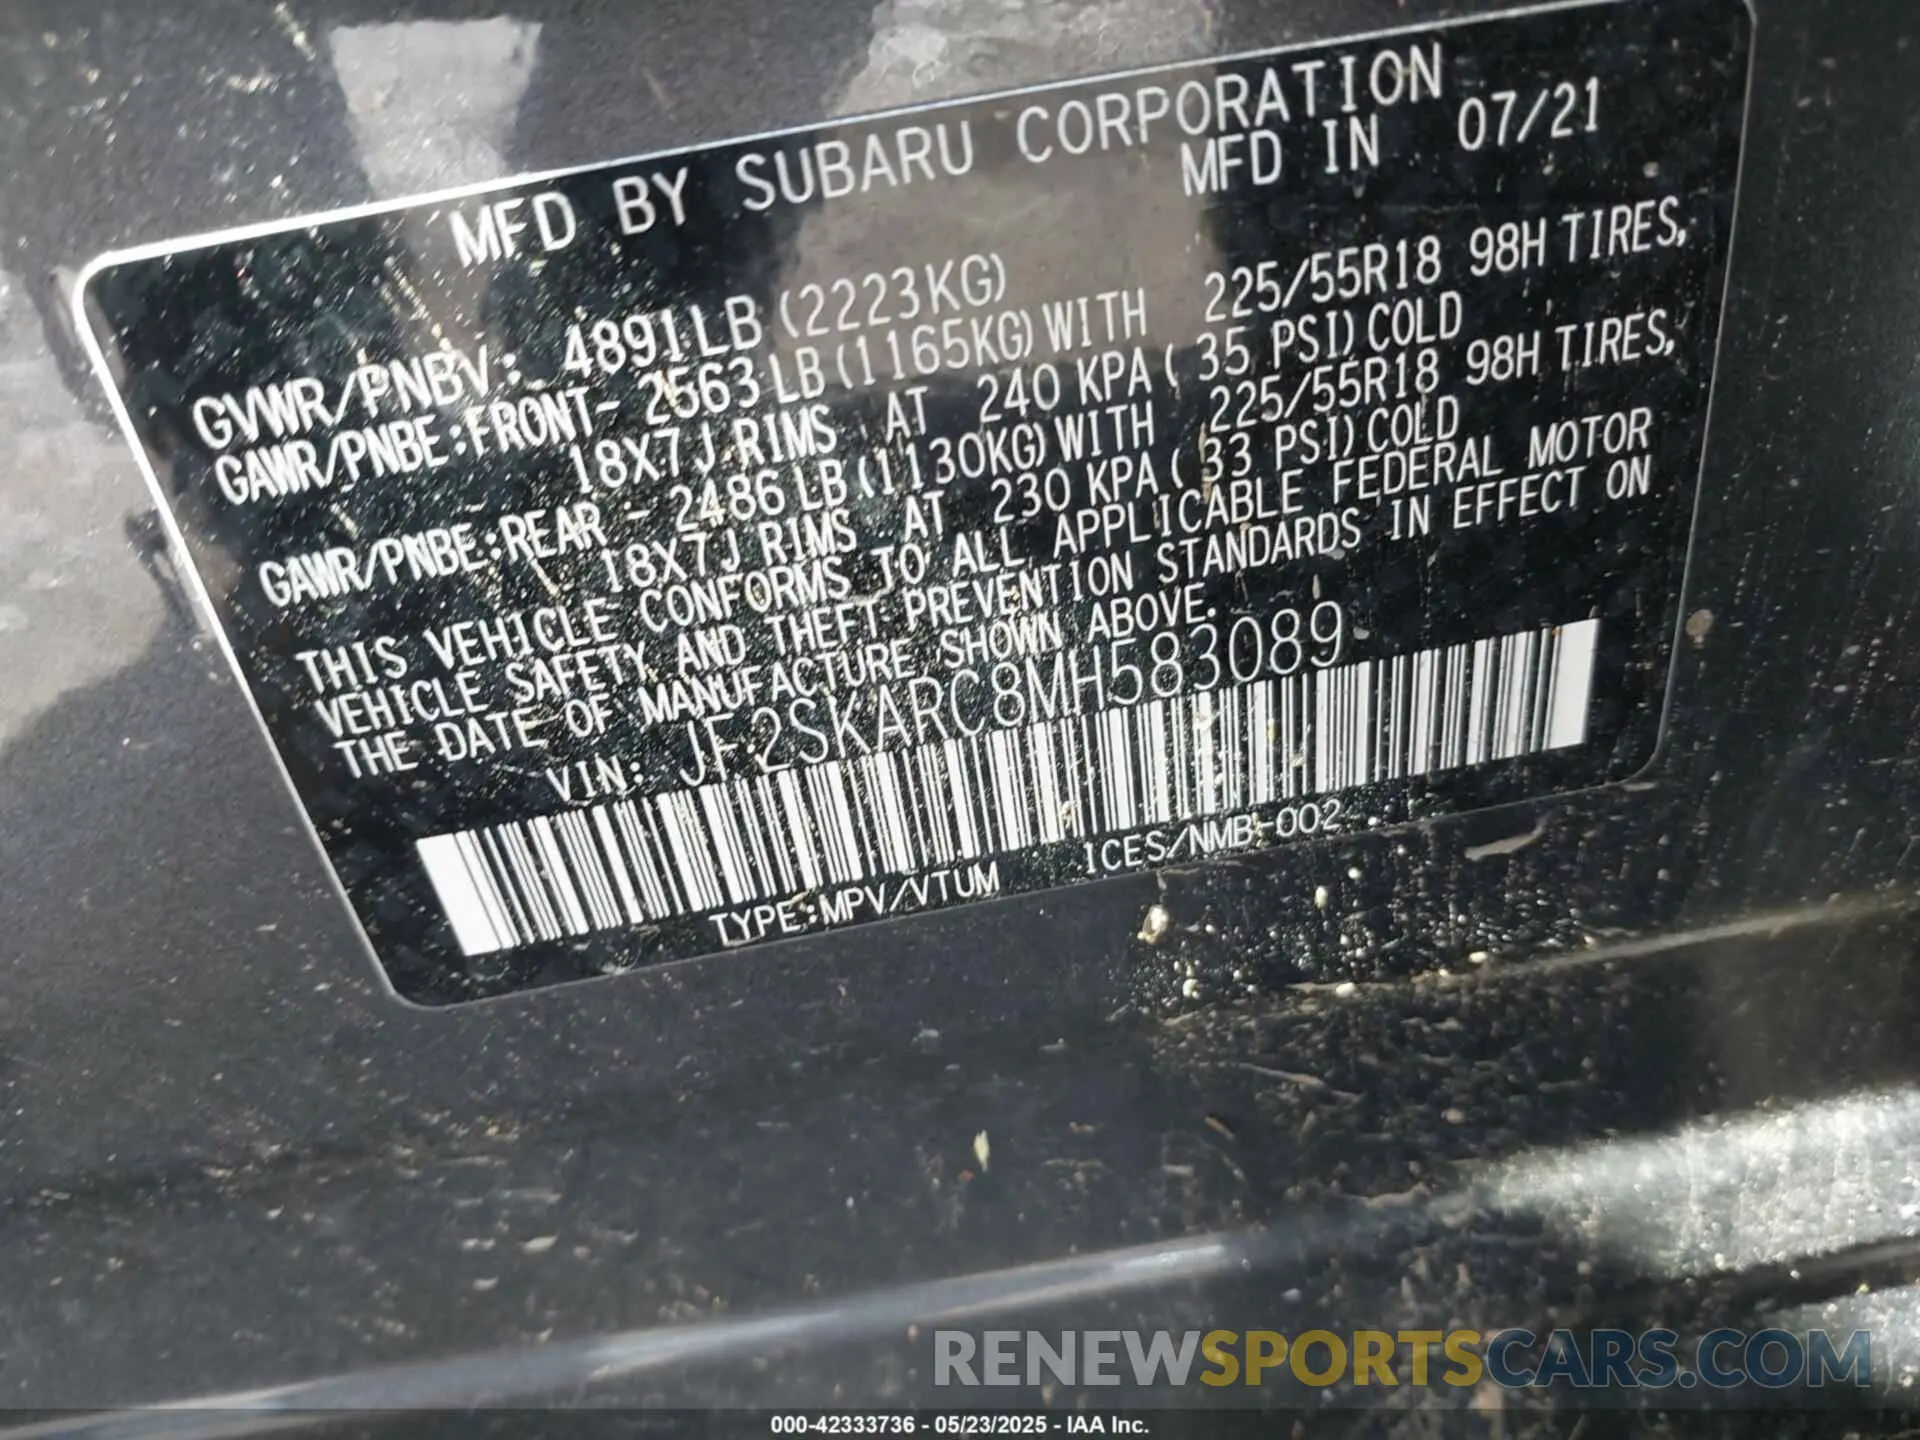 MFD BY SUBARU CORPORATION
MFD IN 07/21
GVWR/PNBV: 4891LB (2223KG)
GAWR/PNBE:FRONT- 2563 LB (1165KG) WITH 225/55R18 98H TIRES,
18X7J RIMS AT 240 KPA ( 35 PSI) COLD
GAWR/PNBE:REAR - 2486 LB (1130KG) WITH 225/55R18 98H TIRES,
18X7J RIMS AT 230 KPA ( 33 PSI) COLD
THIS VEHICLE CONFORMS TO ALL APPLICABLE FEDERAL MOTOR
VEHICLE SAFETY AND THEFT PREVENTION STANDARDS IN EFFECT ON
THE DATE OF MANUFACTURE SHOWN ABOVE.
VIN: JF2SKARC8MH583089
TYPE:MPV/VTUM ICES/NMB-002
RENEWSPORTSCARS.COM
000-42333736 - 05/23/2025 - IAA Inc.